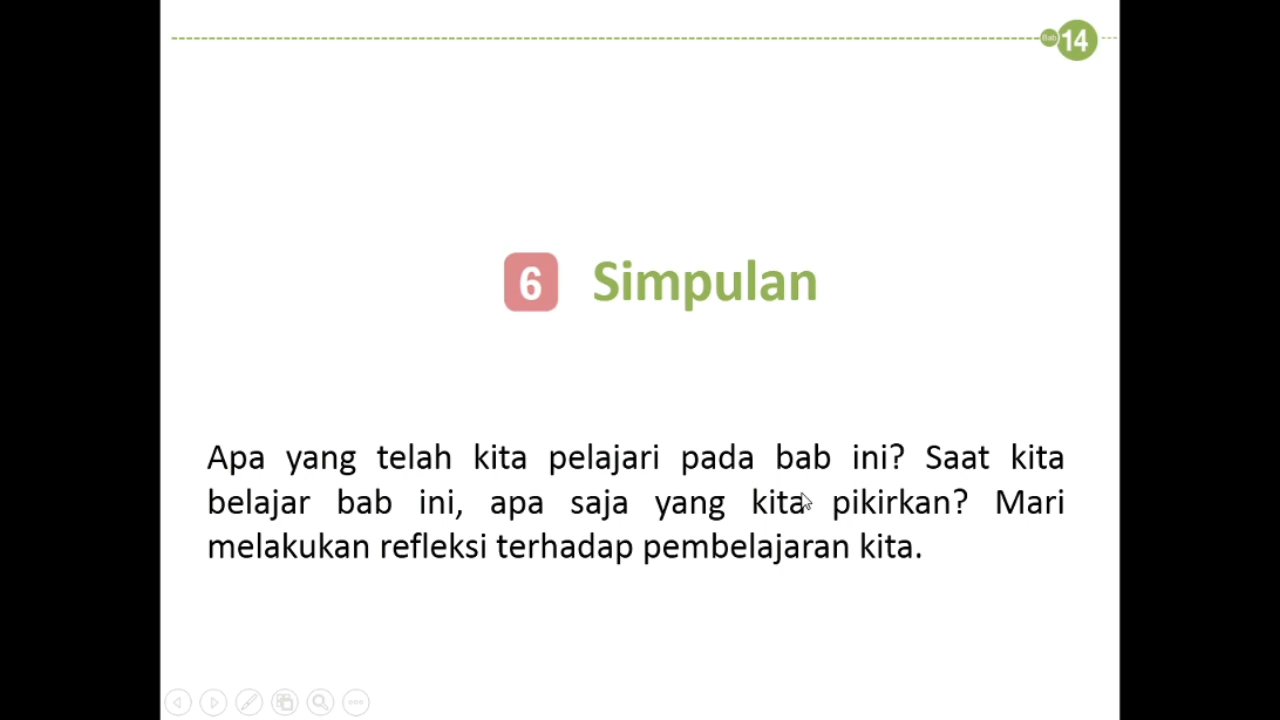 Bab 14
6 Simpulan
Apa yang telah kita pelajari pada bab ini? Saat kita
belajar bab ini, apa saja yang kita pikirkan? Mari
melakukan refleksi terhadap pembelajaran kita.